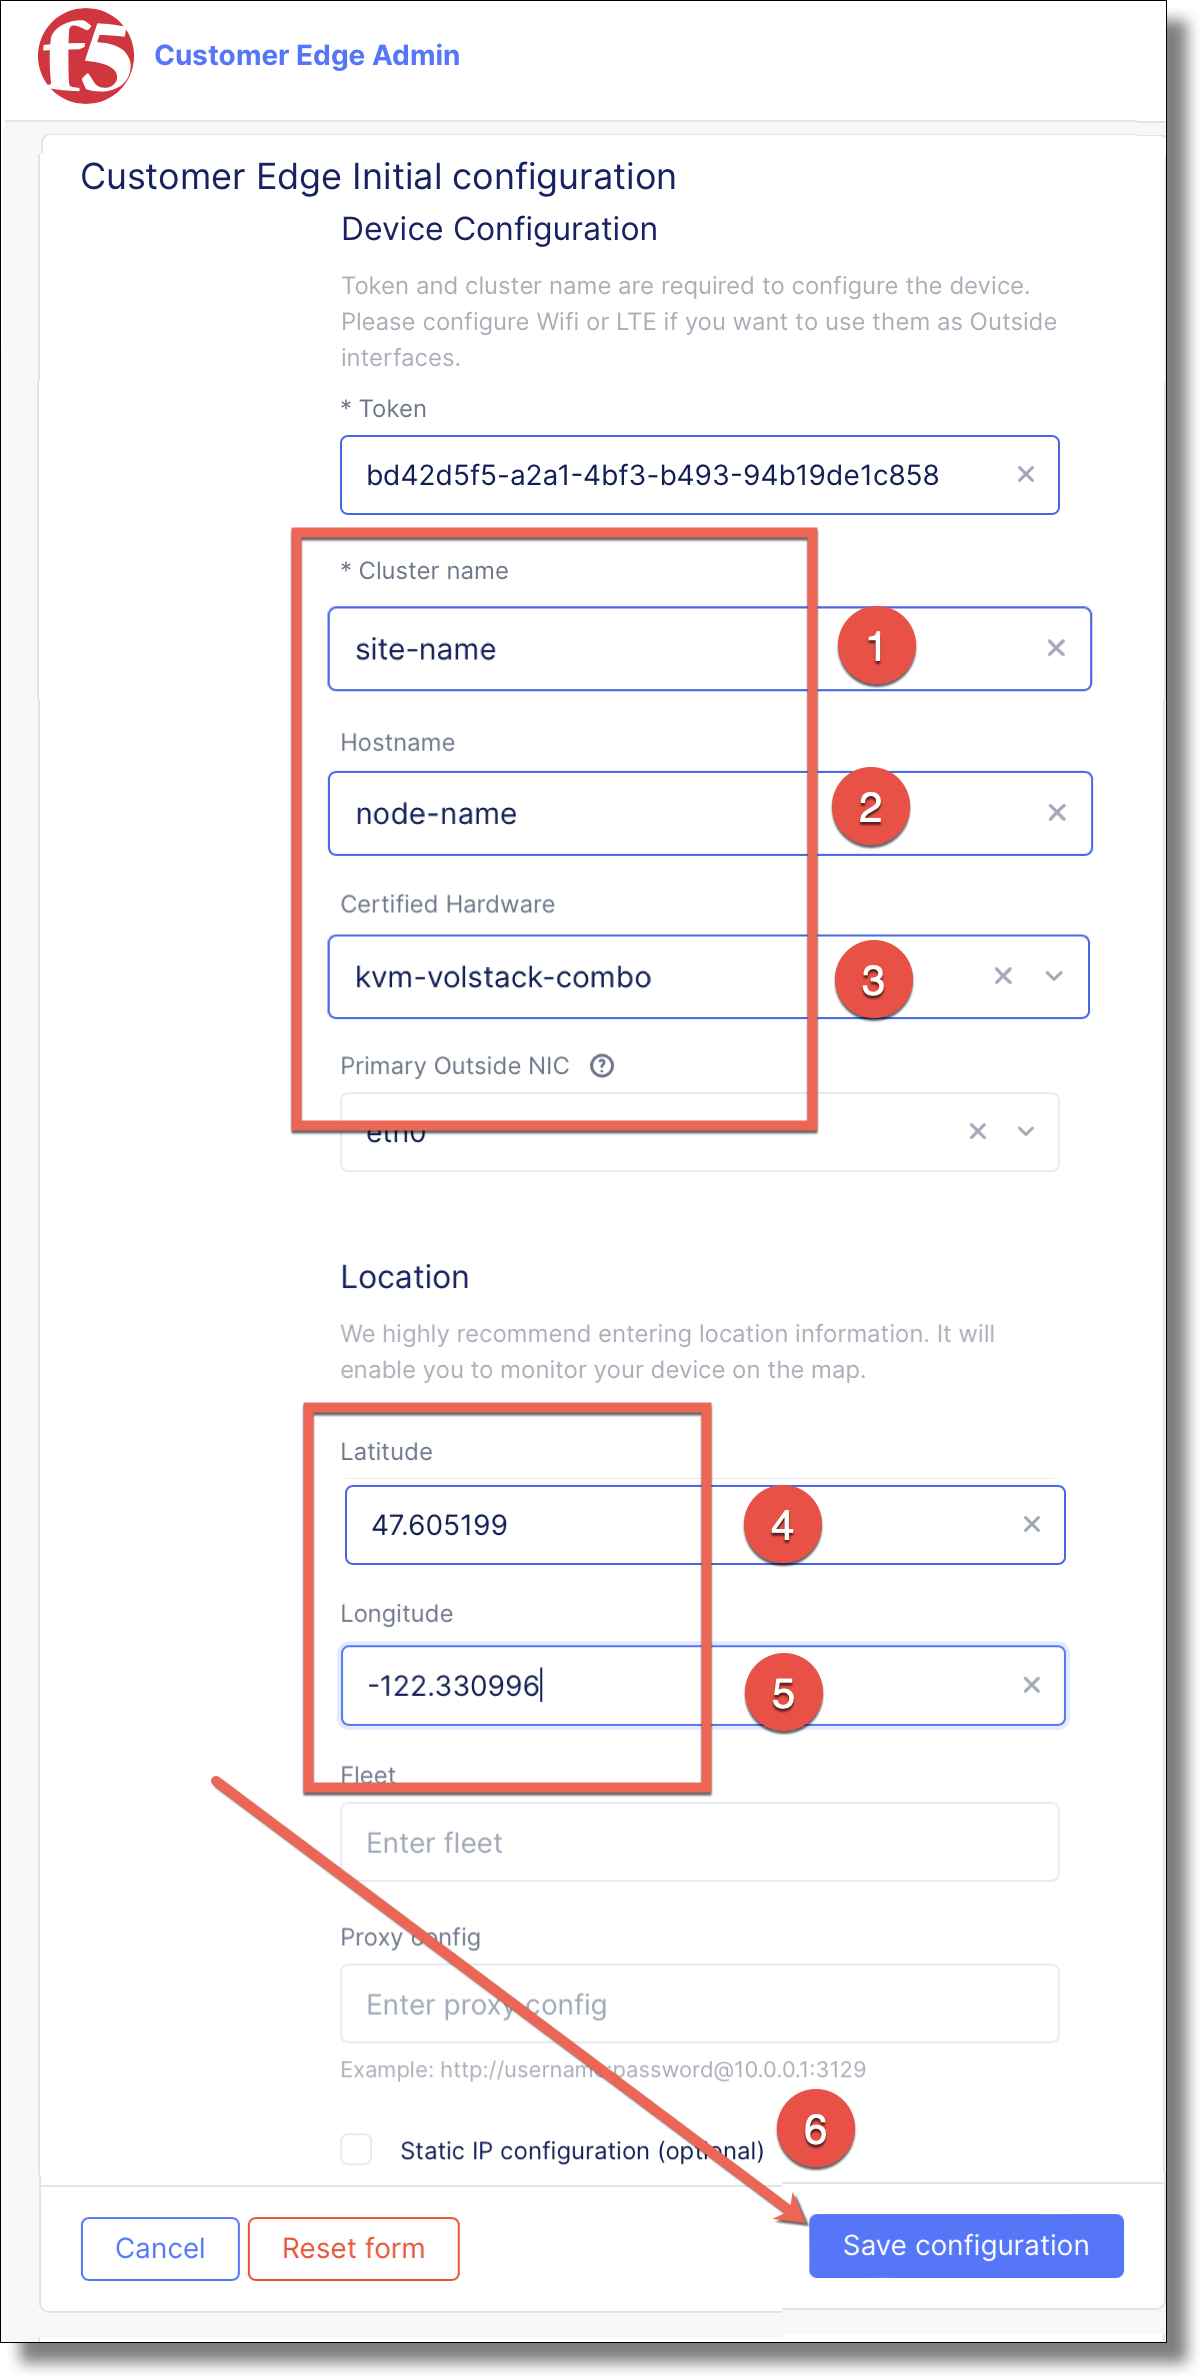 f5
Customer Edge Admin
Customer Edge Initial configuration
Device Configuration
Token and cluster name are required to configure the device.
Please configure Wifi or LTE if you want to use them as Outside
interfaces.
* Token
bd42d5f5-a2a1-4bf3-b493-94b19de1c858
* Cluster name
site-name
1
Hostname
node-name
2
Certified Hardware
kvm-volstack-combo
3
Primary Outside NIC ?
eth0
Location
We highly recommend entering location information. It will
enable you to monitor your device on the map.
Latitude
47.605199
4
Longitude
-122.330996
5
Fleet
Enter fleet
Proxy config
Enter proxy config
Example: http://username:password@10.0.0.1:3129
6
Static IP configuration (optional)
Cancel
Reset form
Save configuration